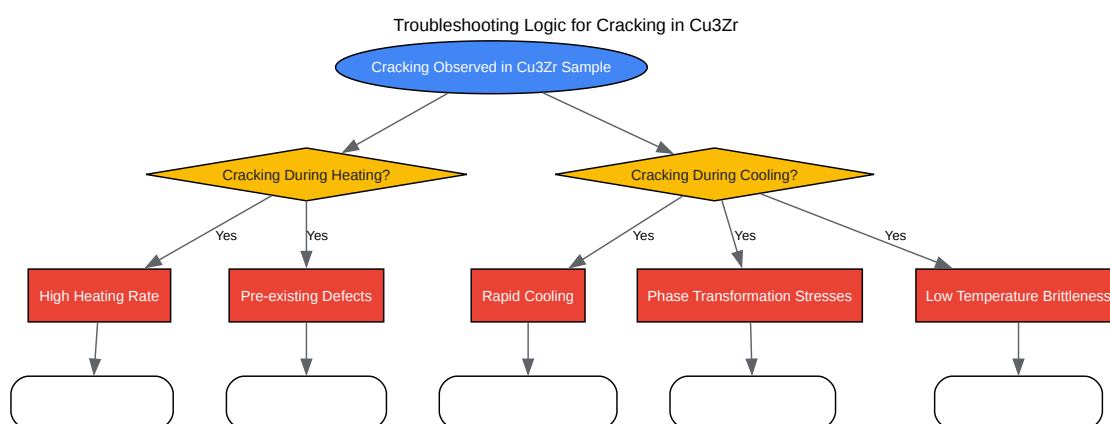 Troubleshooting Logic for Cracking in Cu3Zr
Cracking Observed in Cu3Zr Sample
Cracking During Heating?
Cracking During Cooling?
Yes
Yes
Yes
Yes
Yes
High Heating Rate
Pre-existing Defects
Rapid Cooling
Phase Transformation Stresses
Low Temperature Brittleness